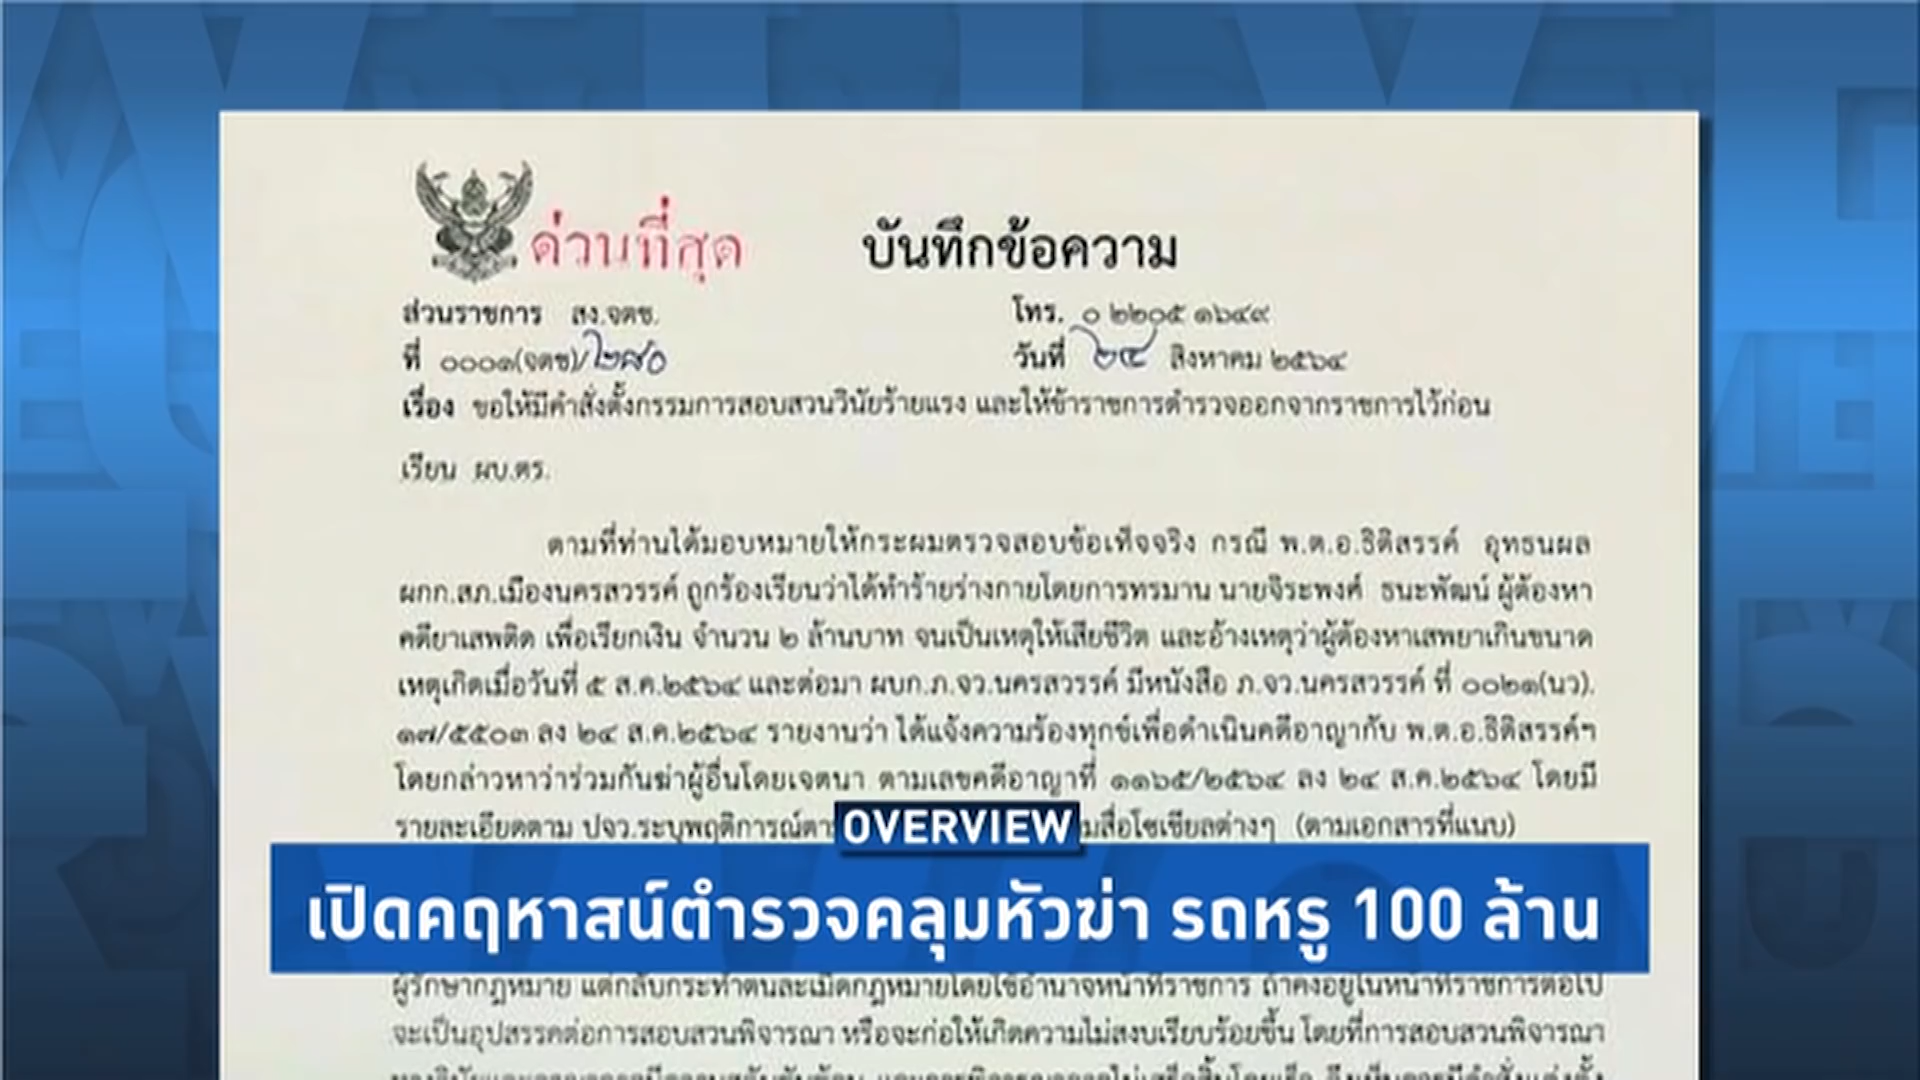 ด่วนที่สุด
บันทึกข้อความ
ส่วนราชการ สง.จตช. โทร. ๐ ๒๒๐๕ ๑๖๔๙
ที่ ๐๐๐๑(จตช)/๒๘๐ วันที่ ๒๔ สิงหาคม ๒๕๖๔
เรื่อง ขอให้มีคำสั่งตั้งกรรมการสอบสวนวินัยร้ายแรง และให้ข้าราชการตำรวจออกจากราชการไว้ก่อน
เรียน ผบ.ตร.
ตามที่ท่านได้มอบหมายให้กระผมตรวจสอบข้อเท็จจริง กรณี พ.ต.อ.ธิติสรรค์ อุทธนผล
ผกก.สภ.เมืองนครสวรรค์ ถูกร้องเรียนว่าได้ทำร้ายร่างกายโดยการทรมาน นายจิระพงศ์ ธนะพัฒน์ ผู้ต้องหา
คดียาเสพติด เพื่อเรียกเงิน จำนวน ๒ ล้านบาท จนเป็นเหตุให้เสียชีวิต และอ้างเหตุว่าผู้ต้องหาเสพยาเกินขนาด
เหตุเกิดเมื่อวันที่ ๕ ส.ค.๒๕๖๔ และต่อมา ผบก.ภ.จว.นครสวรรค์ มีหนังสือ ภ.จว.นครสวรรค์ ที่ ๐๐๒๑(นว).
๑๗/๕๕๐๓ ลง ๒๔ ส.ค.๒๕๖๔ รายงานว่า ได้แจ้งความร้องทุกข์เพื่อดำเนินคดีอาญากับ พ.ต.อ.ธิติสรรค์ฯ
โดยกล่าวหาว่าร่วมกันฆ่าผู้อื่นโดยเจตนา ตามเลขคดีอาญาที่ ๑๑๖๕/๒๕๖๔ ลง ๒๔ ส.ค.๒๕๖๔ โดยมี
รายละเอียดตาม ปจว.ระบุพฤติการณ์ สื่อโซเชียลต่างๆ (ตามเอกสารที่แนบ)
OVERVIEW
เปิดคฤหาสน์ตำรวจคลุมหัวฆ่า รถหรู 100 ล้าน
ผู้รักษากฎหมาย แต่กลับกระทำตนละเมิดกฎหมายโดยใช้อำนาจหน้าที่ราชการ ถ้าคงอยู่ในหน้าที่ราชการต่อไป
จะเป็นอุปสรรคต่อการสอบสวนพิจารณา หรือจะก่อให้เกิดความไม่สงบเรียบร้อยขึ้น โดยที่การสอบสวนพิจารณา